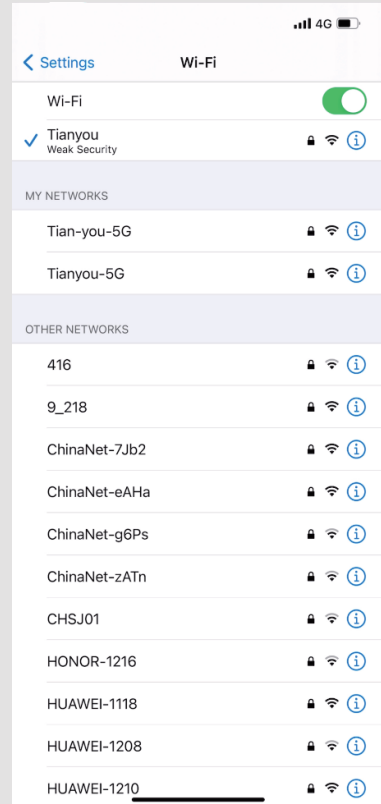 4G
Settings Wi-Fi
Wi-Fi
Tianyou
Weak Security
MY NETWORKS
Tian-you-5G
Tianyou-5G
OTHER NETWORKS
416
9_218
ChinaNet-7Jb2
ChinaNet-eAHa
ChinaNet-g6Ps
ChinaNet-zATn
CHSJ01
HONOR-1216
HUAWEI-1118
HUAWEI-1208
HUAWEI-1210